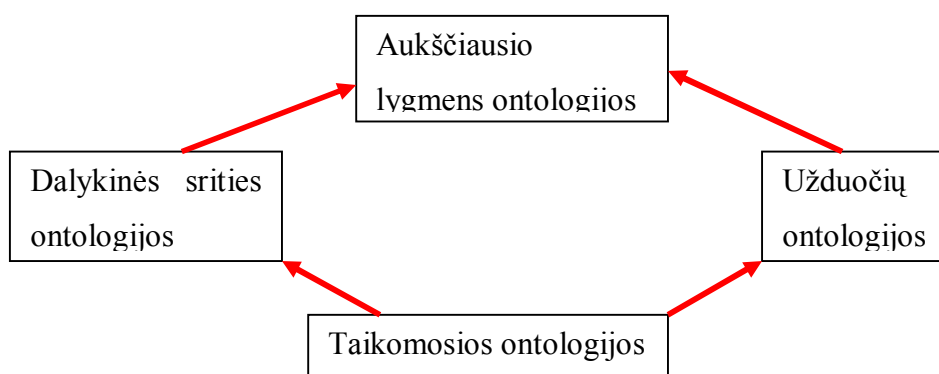 Aukščiausio
lygmens ontologijos
Dalykinės srities
ontologijos
Užduočių
ontologijos
Taikomosios ontologijos